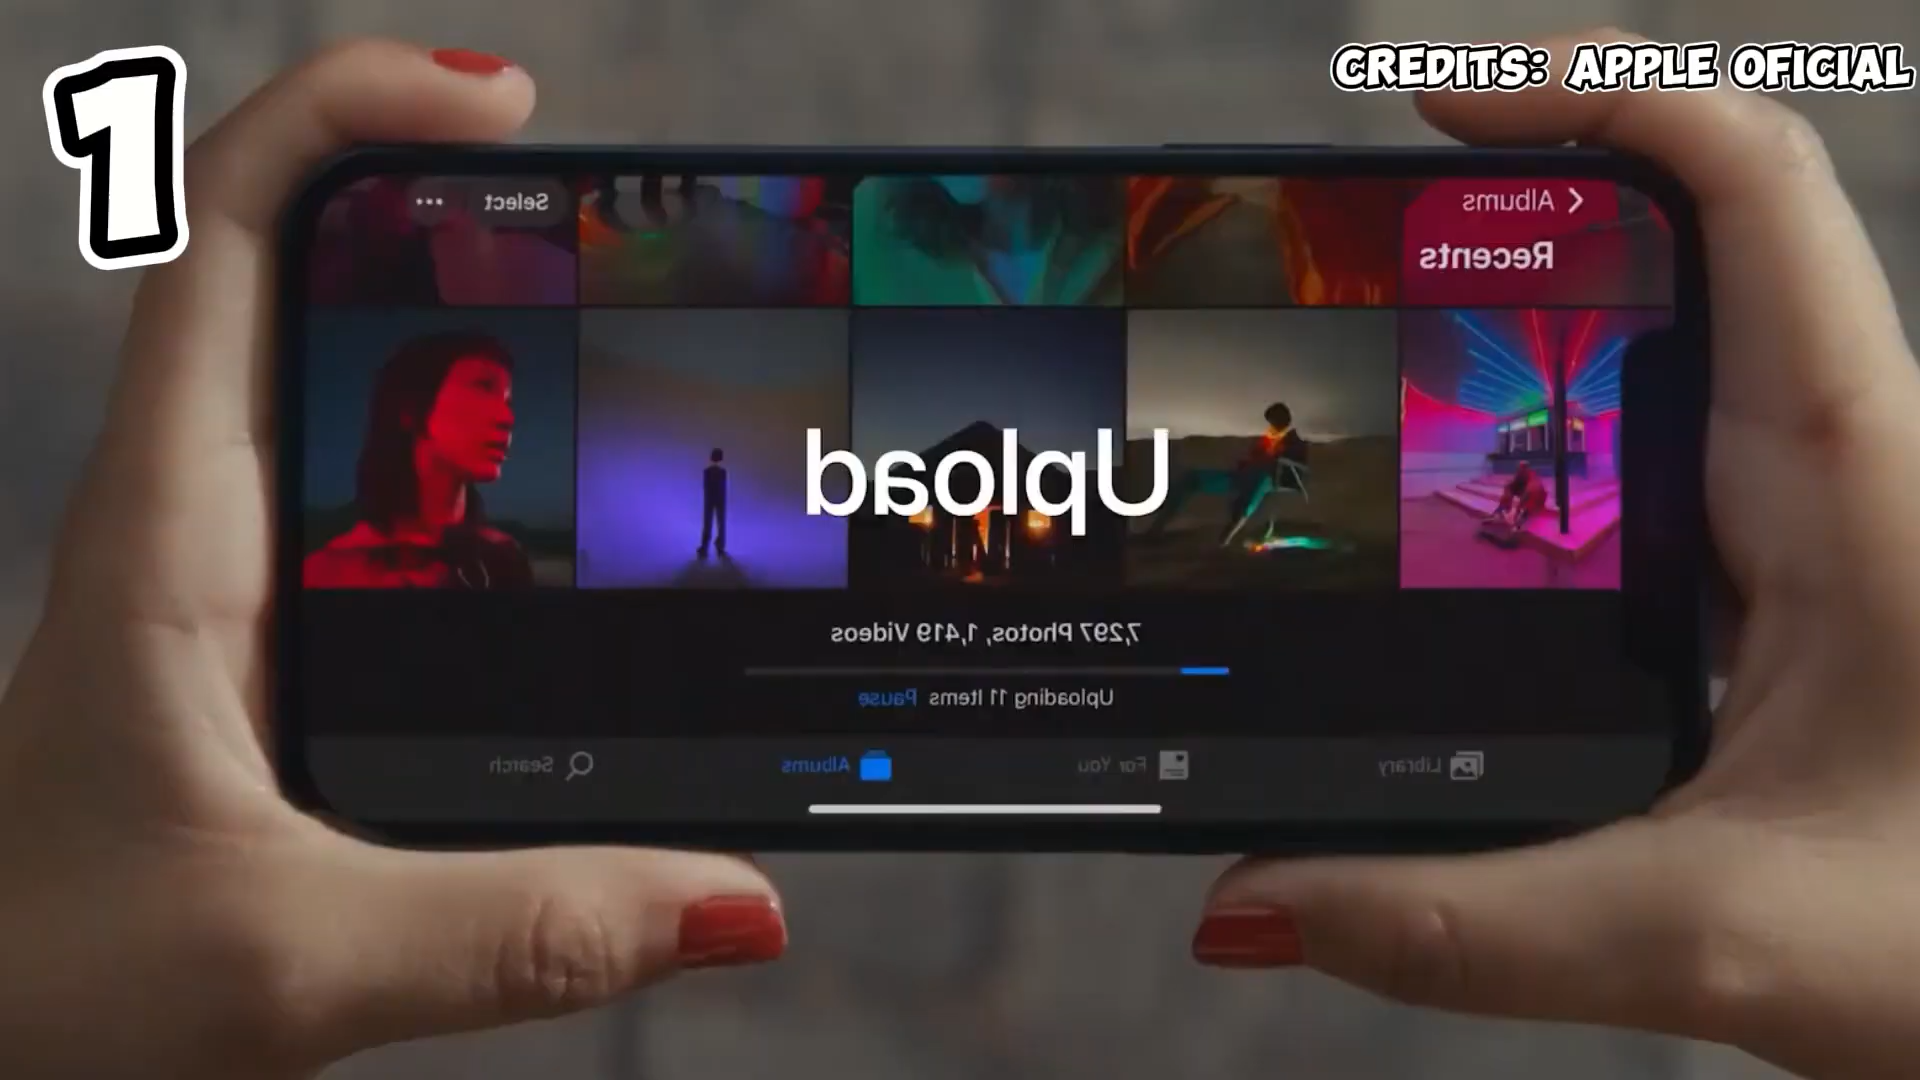 1
CREDITS: APPLE OFICIAL
Albums
Select
Recents
Upload
7,297 Photos, 1,419 Videos
Uploading 11 Items Pause
Library
For You
Albums
Search